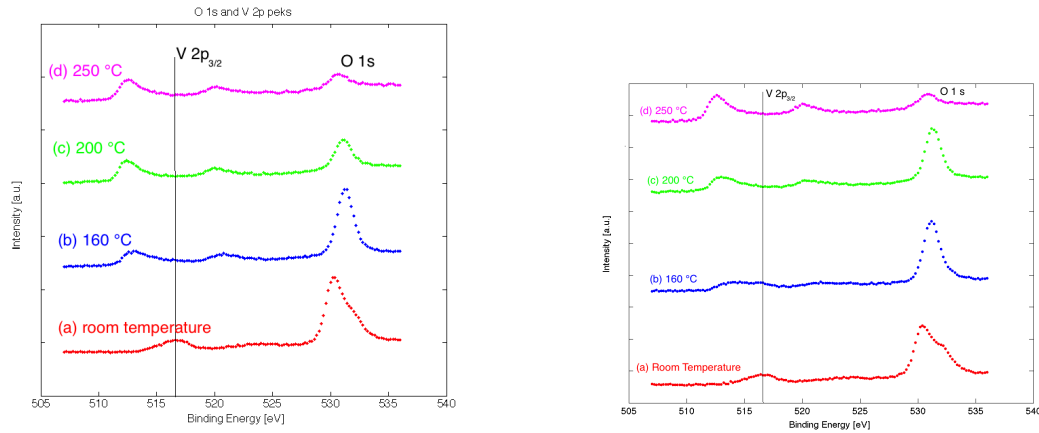 O 1s and V 2p peks
V 2p3/2
O 1s
(d) 250 °C
(c) 200 °C
(b) 160 °C
(a) room temperature
Intensity [a.u.]
505 510 515 520 525 530 535 540
Binding Energy [eV]
V 2p3/2
O 1 s
(d) 250 °C
(c) 200 °C
(b) 160 °C
(a) Room Temperature
Intensity [a.u.]
505 510 515 520 525 530 535 540
Binding Energy [eV]